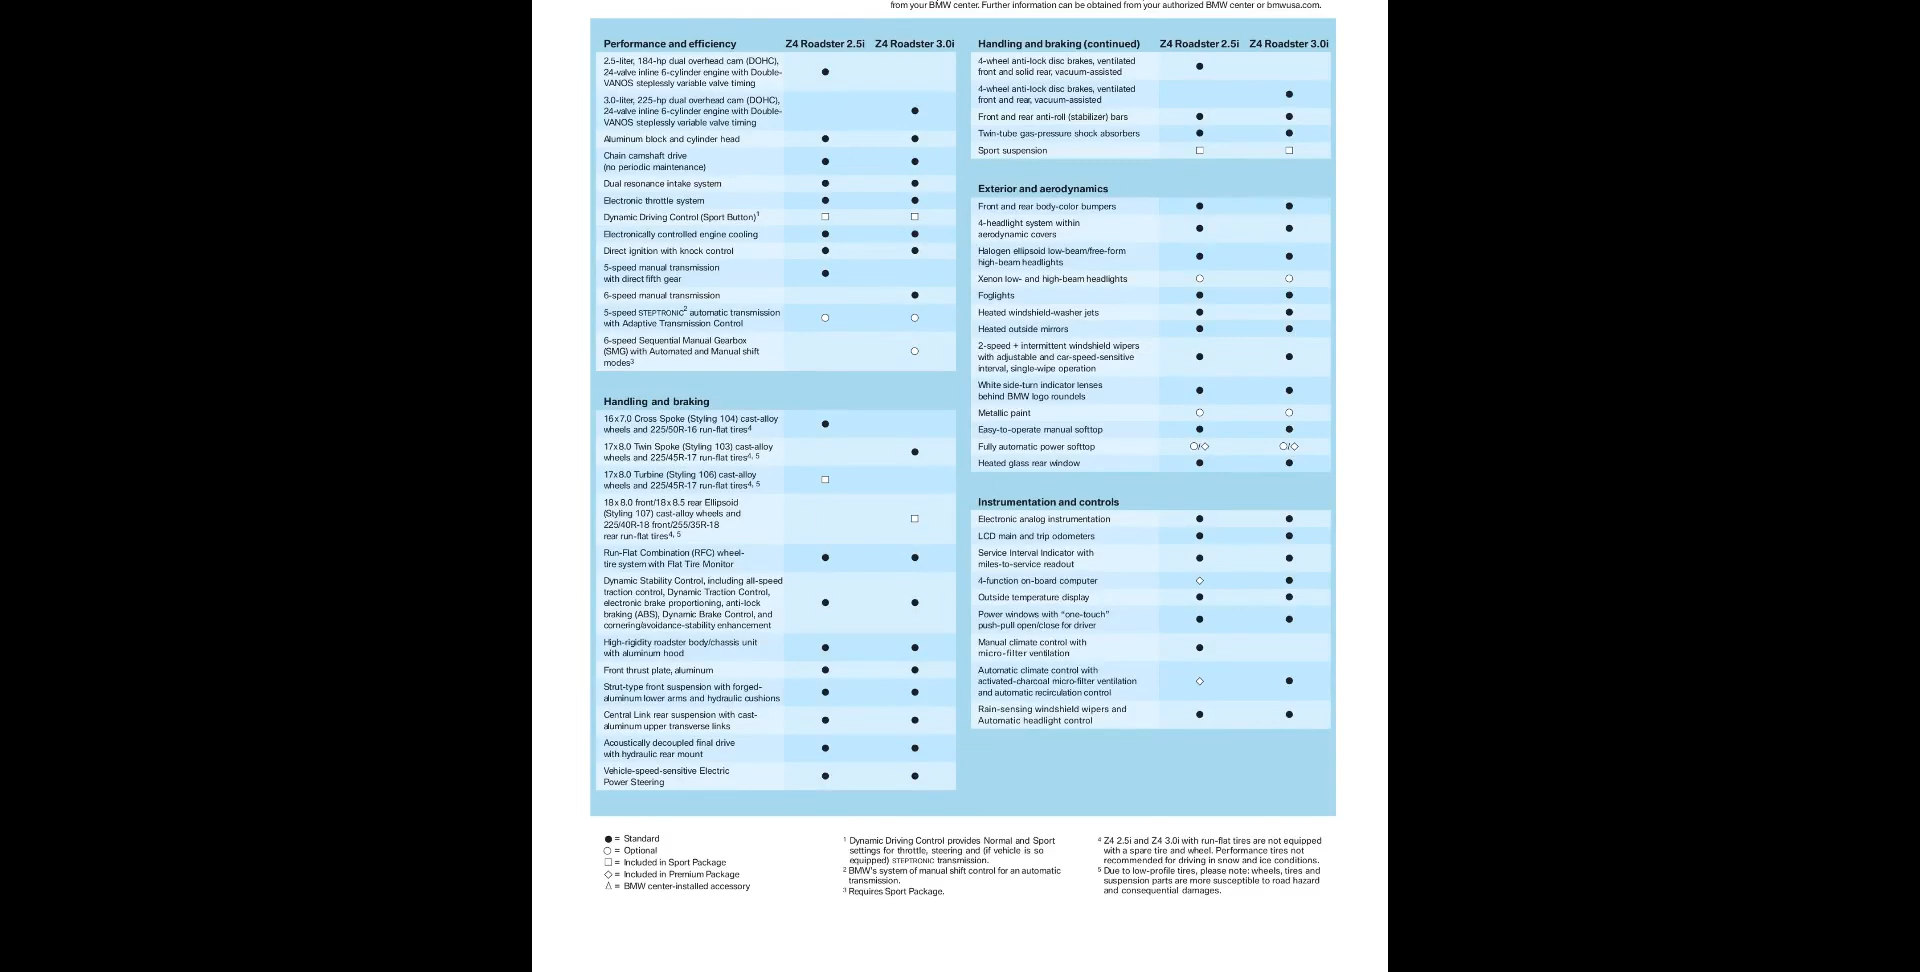 from your BMW center. Further information can be obtained from your authorized BMW center or bmwusa.com.
Performance and efficiency Z4 Roadster 2.5i Z4 Roadster 3.0i
2.5-liter, 184-hp dual overhead cam (DOHC),
24-valve inline 6-cylinder engine with Double-
VANOS steplessly variable valve timing ●
3.0-liter, 225-hp dual overhead cam (DOHC),
24-valve inline 6-cylinder engine with Double-
VANOS steplessly variable valve timing ●
Aluminum block and cylinder head ● ●
Chain camshaft drive
(no periodic maintenance) ● ●
Dual resonance intake system ● ●
Electronic throttle system ● ●
Dynamic Driving Control (Sport Button)1 □ □
Electronically controlled engine cooling ● ●
Direct ignition with knock control ● ●
5-speed manual transmission
with direct fifth gear ●
6-speed manual transmission ●
5-speed STEPTRONIC2 automatic transmission
with Adaptive Transmission Control ○ ○
6-speed Sequential Manual Gearbox
(SMG) with Automated and Manual shift
modes3 ○
Handling and braking
16x7.0 Cross Spoke (Styling 104) cast-alloy
wheels and 225/50R-16 run-flat tires4 ●
17x8.0 Twin Spoke (Styling 103) cast-alloy
wheels and 225/45R-17 run-flat tires4, 5 ●
17x8.0 Turbine (Styling 106) cast-alloy
wheels and 225/45R-17 run-flat tires4, 5 □
18x8.0 front/18x8.5 rear Ellipsoid
(Styling 107) cast-alloy wheels and
225/40R-18 front/255/35R-18
rear run-flat tires4, 5 □
Run-Flat Combination (RFC) wheel-
tire system with Flat Tire Monitor ● ●
Dynamic Stability Control, including all-speed
traction control, Dynamic Traction Control,
electronic brake proportioning, anti-lock
braking (ABS), Dynamic Brake Control, and
cornering/avoidance-stability enhancement ● ●
High-rigidity roadster body/chassis unit
with aluminum hood ● ●
Front thrust plate, aluminum ● ●
Strut-type front suspension with forged-
aluminum lower arms and hydraulic cushions ● ●
Central Link rear suspension with cast-
aluminum upper transverse links ● ●
Acoustically decoupled final drive
with hydraulic rear mount ● ●
Vehicle-speed-sensitive Electric
Power Steering ● ●
Handling and braking (continued) Z4 Roadster 2.5i Z4 Roadster 3.0i
4-wheel anti-lock disc brakes, ventilated
front and solid rear, vacuum-assisted ●
4-wheel anti-lock disc brakes, ventilated
front and rear, vacuum-assisted ●
Front and rear anti-roll (stabilizer) bars ● ●
Twin-tube gas-pressure shock absorbers ● ●
Sport suspension □ □
Exterior and aerodynamics
Front and rear body-color bumpers ● ●
4-headlight system within
aerodynamic covers ● ●
Halogen ellipsoid low-beam/free-form
high-beam headlights ● ●
Xenon low- and high-beam headlights ○ ○
Foglights ● ●
Heated windshield-washer jets ● ●
Heated outside mirrors ● ●
2-speed + intermittent windshield wipers
with adjustable and car-speed-sensitive
interval, single-wipe operation ● ●
White side-turn indicator lenses
behind BMW logo roundels ● ●
Metallic paint ○ ○
Easy-to-operate manual softtop ● ●
Fully automatic power softtop ○/◇ ○/◇
Heated glass rear window ● ●
Instrumentation and controls
Electronic analog instrumentation ● ●
LCD main and trip odometers ● ●
Service Interval Indicator with
miles-to-service readout ● ●
4-function on-board computer ◇ ●
Outside temperature display ● ●
Power windows with “one-touch”
push-pull open/close for driver ● ●
Manual climate control with
micro-filter ventilation ●
Automatic climate control with
activated-charcoal micro-filter ventilation
and automatic recirculation control ◇ ●
Rain-sensing windshield wipers and
Automatic headlight control ● ●
● = Standard
○ = Optional
□ = Included in Sport Package
◇ = Included in Premium Package
△ = BMW center-installed accessory
1 Dynamic Driving Control provides Normal and Sport
settings for throttle, steering and (if vehicle is so
equipped) STEPTRONIC transmission.
2 BMW's system of manual shift control for an automatic
transmission.
3 Requires Sport Package.
4 Z4 2.5i and Z4 3.0i with run-flat tires are not equipped
with a spare tire and wheel. Performance tires not
recommended for driving in snow and ice conditions.
5 Due to low-profile tires, please note: wheels, tires and
suspension parts are more susceptible to road hazard
and consequential damages.